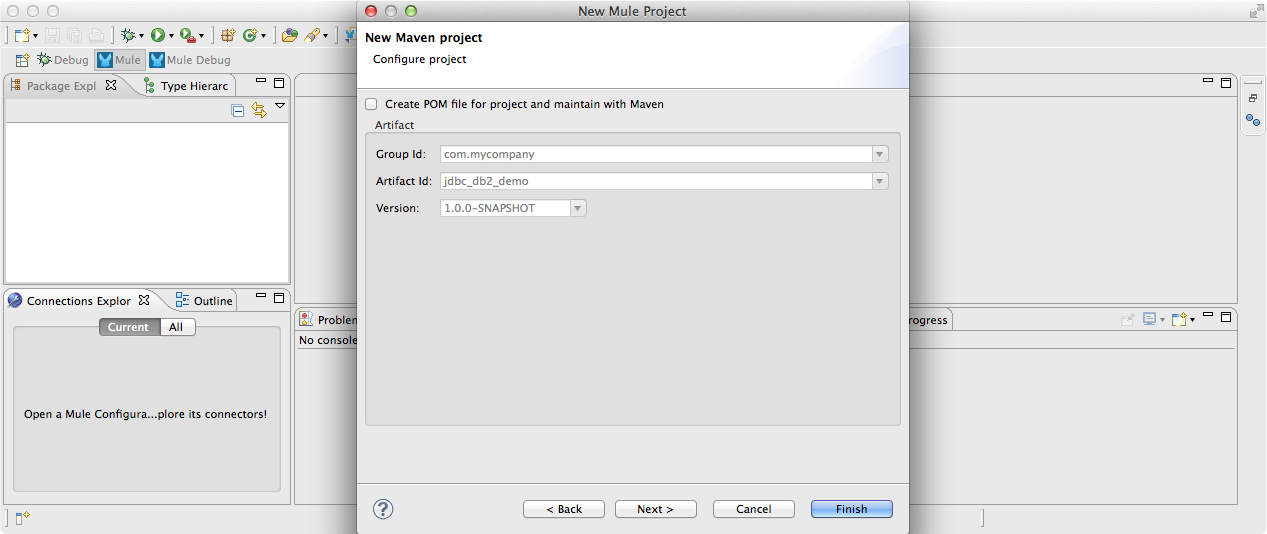 New Mule Project
Debug Mule Mule Debug
Package Expl Type Hierarc
New Maven project
Configure project
Create POM file for project and maintain with Maven
Artifact
Group Id: com.mycompany
Artifact Id: jdbc_db2_demo
Version: 1.0.0-SNAPSHOT
Connections Explor Outline
Current All
Open a Mule Configura...plore its connectors!
Problen
rogress
No console
? < Back Next > Cancel Finish